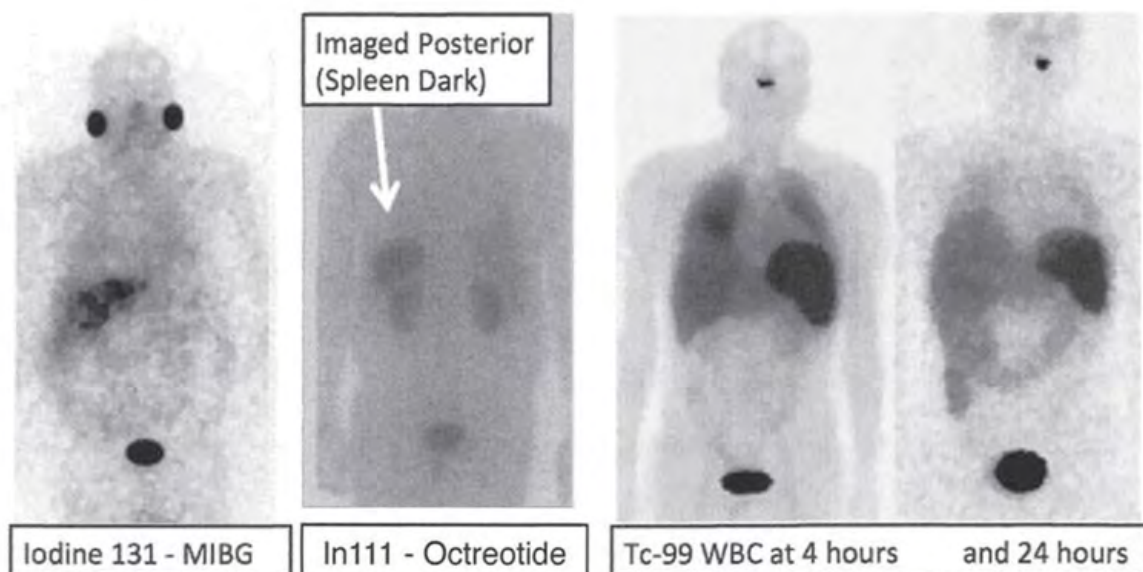 Imaged Posterior
(Spleen Dark)
Iodine 131 - MIBG
In111 - Octreotide
Tc-99 WBC at 4 hours and 24 hours